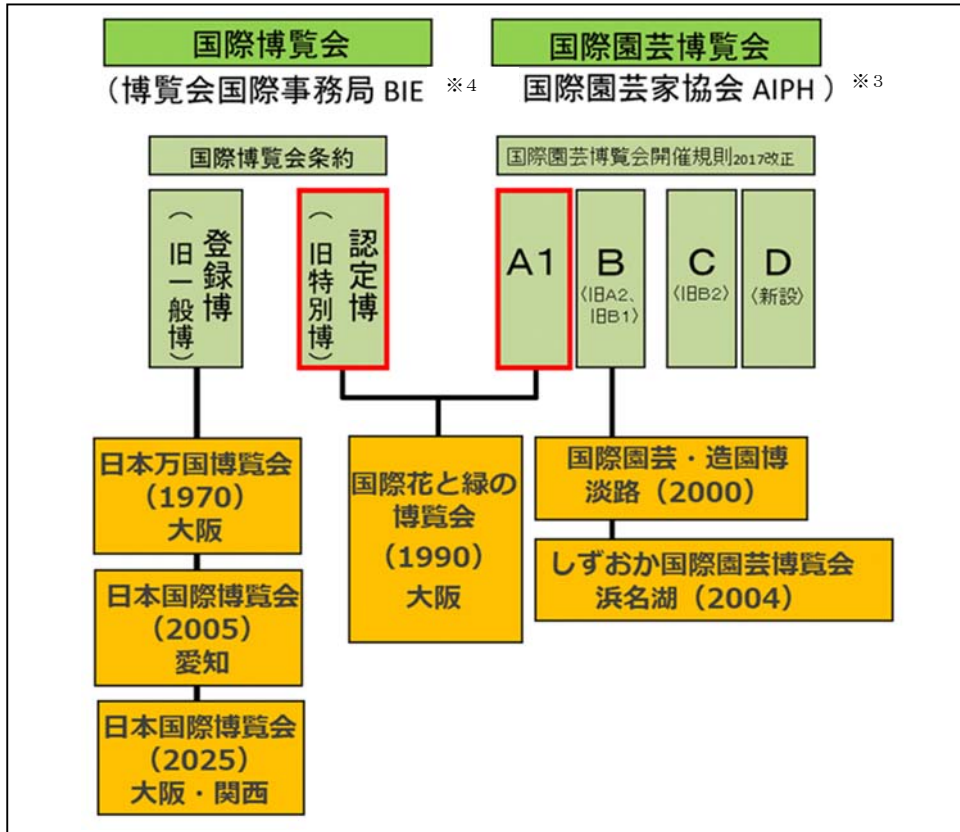 国際博覧会
国際園芸博覧会
（博覧会国際事務局 BIE ※4
国際園芸家協会 AIPH ）※3
国際博覧会条約
国際園芸博覧会開催規則2017改正
登録博
（旧一般博）
認定博
（旧特別博）
A1
B
〈旧A2、
旧B1〉
C
〈旧B2〉
D
〈新設〉
日本万国博覧会
（1970）
大阪
日本国際博覧会
（2005）
愛知
日本国際博覧会
（2025）
大阪・関西
国際花と緑の
博覧会
（1990）
大阪
国際園芸・造園博
淡路（2000）
しずおか国際園芸博覧会
浜名湖（2004）